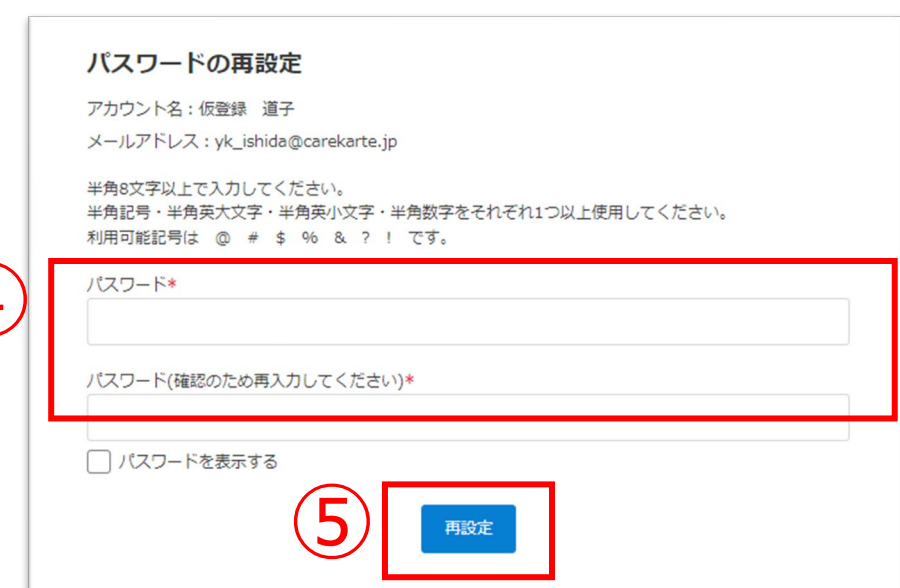 パスワードの再設定
アカウント名：仮登録　道子
メールアドレス：yk_ishida@carekarte.jp
半角8文字以上で入力してください。
半角記号・半角英大文字・半角英小文字・半角数字をそれぞれ1つ以上使用してください。
利用可能記号は　@　#　$　%　&　?　!　です。
パスワード*
パスワード(確認のため再入力してください)*
パスワードを表示する
⑤
再設定